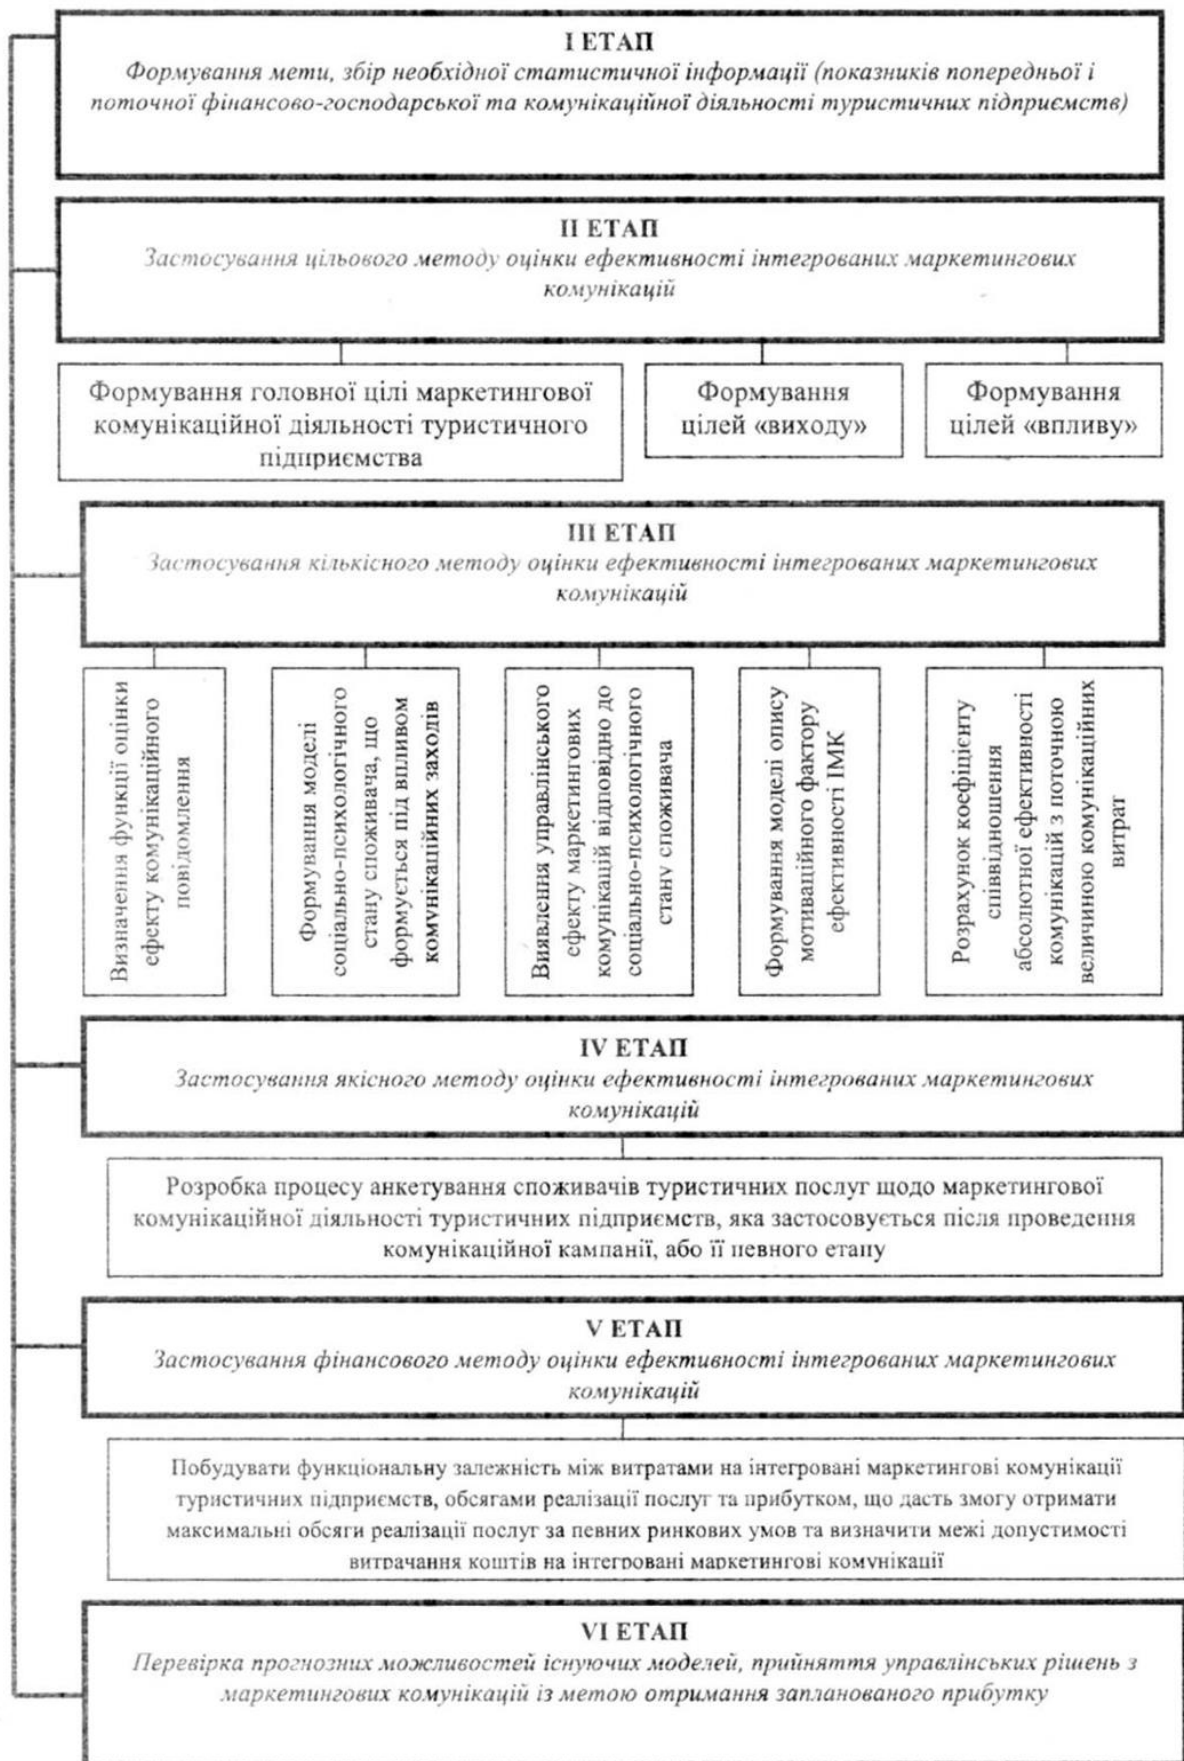 І ЕТАП
Формування мети, збір необхідної статистичної інформації (показників попередньої і
поточної фінансово-господарської та комунікаційної діяльності туристичних підприємств)
ІІ ЕТАП
Застосування цільового методу оцінки ефективності інтегрованих маркетингових
комунікацій
Формування головної цілі маркетингової
комунікаційної діяльності туристичного
підприємства
Формування
цілей «виходу»
Формування
цілей «впливу»
ІІІ ЕТАП
Застосування кількісного методу оцінки ефективності інтегрованих маркетингових
комунікацій
Визначення функції оцінки
ефекту комунікаційного
повідомлення
Формування моделі
соціально-психологічного
стану споживача, що
формується під впливом
комунікаційних заходів
Виявлення управлінського
ефекту маркетингових
комунікацій відповідно до
соціально-психологічного
стану споживача
Формування моделі опису
мотиваційного фактору
ефективності ІМК
Розрахунок коефіцієнту
співвідношення
абсолютної ефективності
комунікацій з поточною
величиною комунікаційних
витрат
IV ЕТАП
Застосування якісного методу оцінки ефективності інтегрованих маркетингових
комунікацій
Розробка процесу анкетування споживачів туристичних послуг щодо маркетингової
комунікаційної діяльності туристичних підприємств, яка застосовується після проведення
комунікаційної кампанії, або її певного етапу
V ЕТАП
Застосування фінансового методу оцінки ефективності інтегрованих маркетингових
комунікацій
Побудувати функціональну залежність між витратами на інтегровані маркетингові комунікації
туристичних підприємств, обсягами реалізації послуг та прибутком, що дасть змогу отримати
максимальні обсяги реалізації послуг за певних ринкових умов та визначити межі допустимості
витрачання коштів на інтегровані маркетингові комунікації
VI ЕТАП
Перевірка прогнозних можливостей існуючих моделей, прийняття управлінських рішень з
маркетингових комунікацій із метою отримання запланованого прибутку